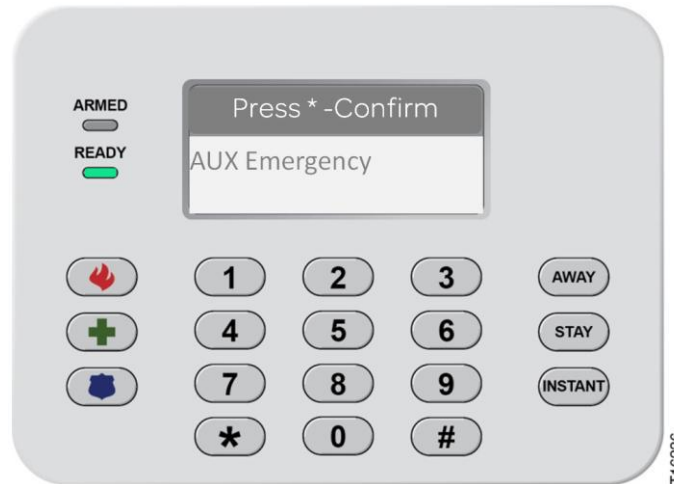 ARMED
READY
Press * -Confirm
AUX Emergency
1 2 3 AWAY
4 5 6 STAY
7 8 9 INSTANT
* 0 #